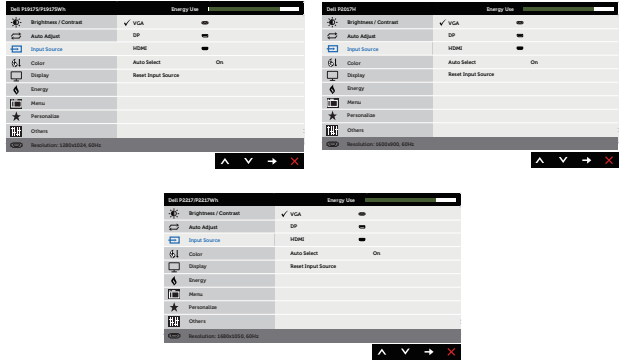 Dell P1917S/P1917SWh Energy Use
Brightness / Contrast ✓ VGA
Auto Adjust DP
Input Source HDMI
Color Auto Select On
Display Reset Input Source
Energy
Menu
Personalize
Others
Resolution: 1280x1024, 60Hz
Dell P2017H Energy Use
Brightness / Contrast ✓ VGA
Auto Adjust DP
Input Source HDMI
Color Auto Select On
Display Reset Input Source
Energy
Menu
Personalize
Others
Resolution: 1600x900, 60Hz
Dell P2217/P2217Wh Energy Use
Brightness / Contrast ✓ VGA
Auto Adjust DP
Input Source HDMI
Color Auto Select On
Display Reset Input Source
Energy
Menu
Personalize
Others
Resolution: 1680x1050, 60Hz